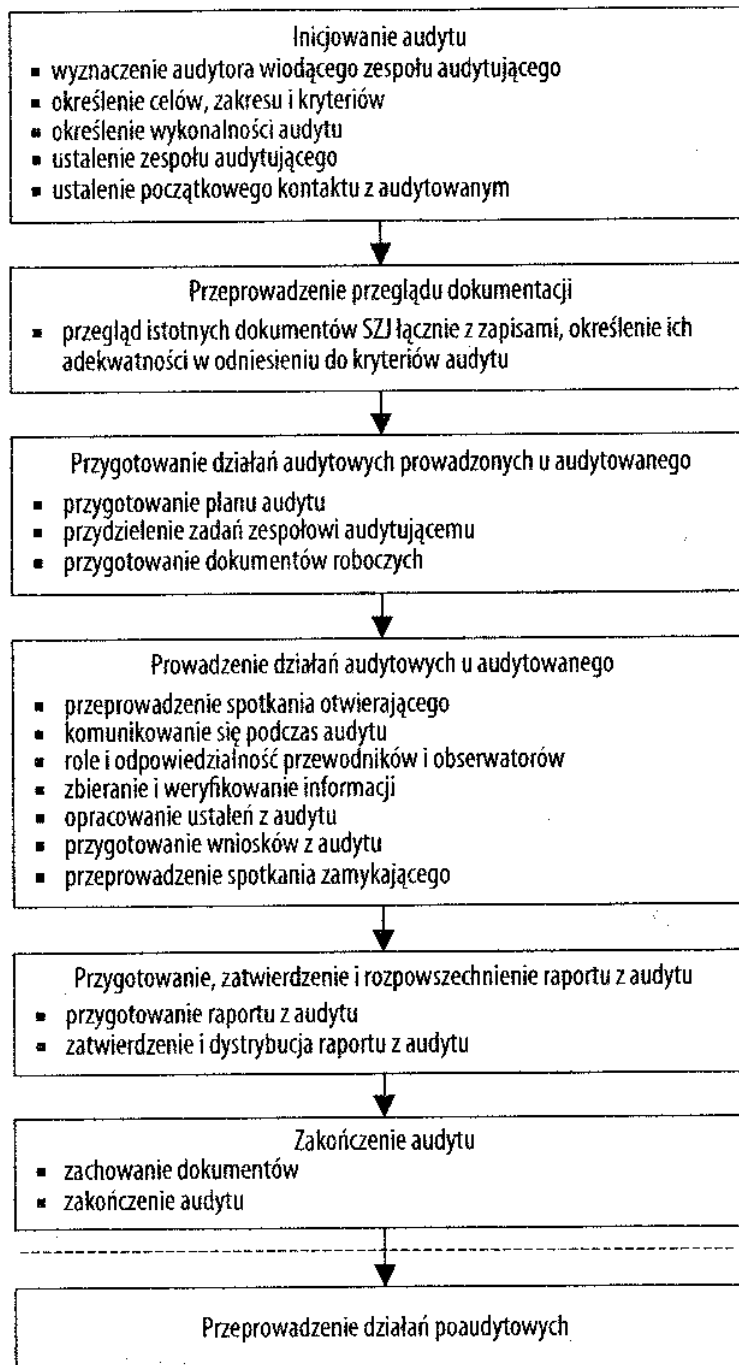 Inicjowanie audytu
▪ wyznaczenie audytora wiodącego zespołu audytującego
▪ określenie celów, zakresu i kryteriów
▪ określenie wykonalności audytu
▪ ustalenie zespołu audytującego
▪ ustalenie początkowego kontaktu z audytowanym
Przeprowadzenie przeglądu dokumentacji
▪ przegląd istotnych dokumentów SZJ łącznie z zapisami, określenie ich
adekwatności w odniesieniu do kryteriów audytu
Przygotowanie działań audytowych prowadzonych u audytowanego
▪ przygotowanie planu audytu
▪ przydzielenie zadań zespołowi audytującemu
▪ przygotowanie dokumentów roboczych
Prowadzenie działań audytowych u audytowanego
▪ przeprowadzenie spotkania otwierającego
▪ komunikowanie się podczas audytu
▪ role i odpowiedzialność przewodników i obserwatorów
▪ zbieranie i weryfikowanie informacji
▪ opracowanie ustaleń z audytu
▪ przygotowanie wniosków z audytu
▪ przeprowadzenie spotkania zamykającego
Przygotowanie, zatwierdzenie i rozpowszechnienie raportu z audytu
▪ przygotowanie raportu z audytu
▪ zatwierdzenie i dystrybucja raportu z audytu
Zakończenie audytu
▪ zachowanie dokumentów
▪ zakończenie audytu
Przeprowadzenie działań poaudytowych